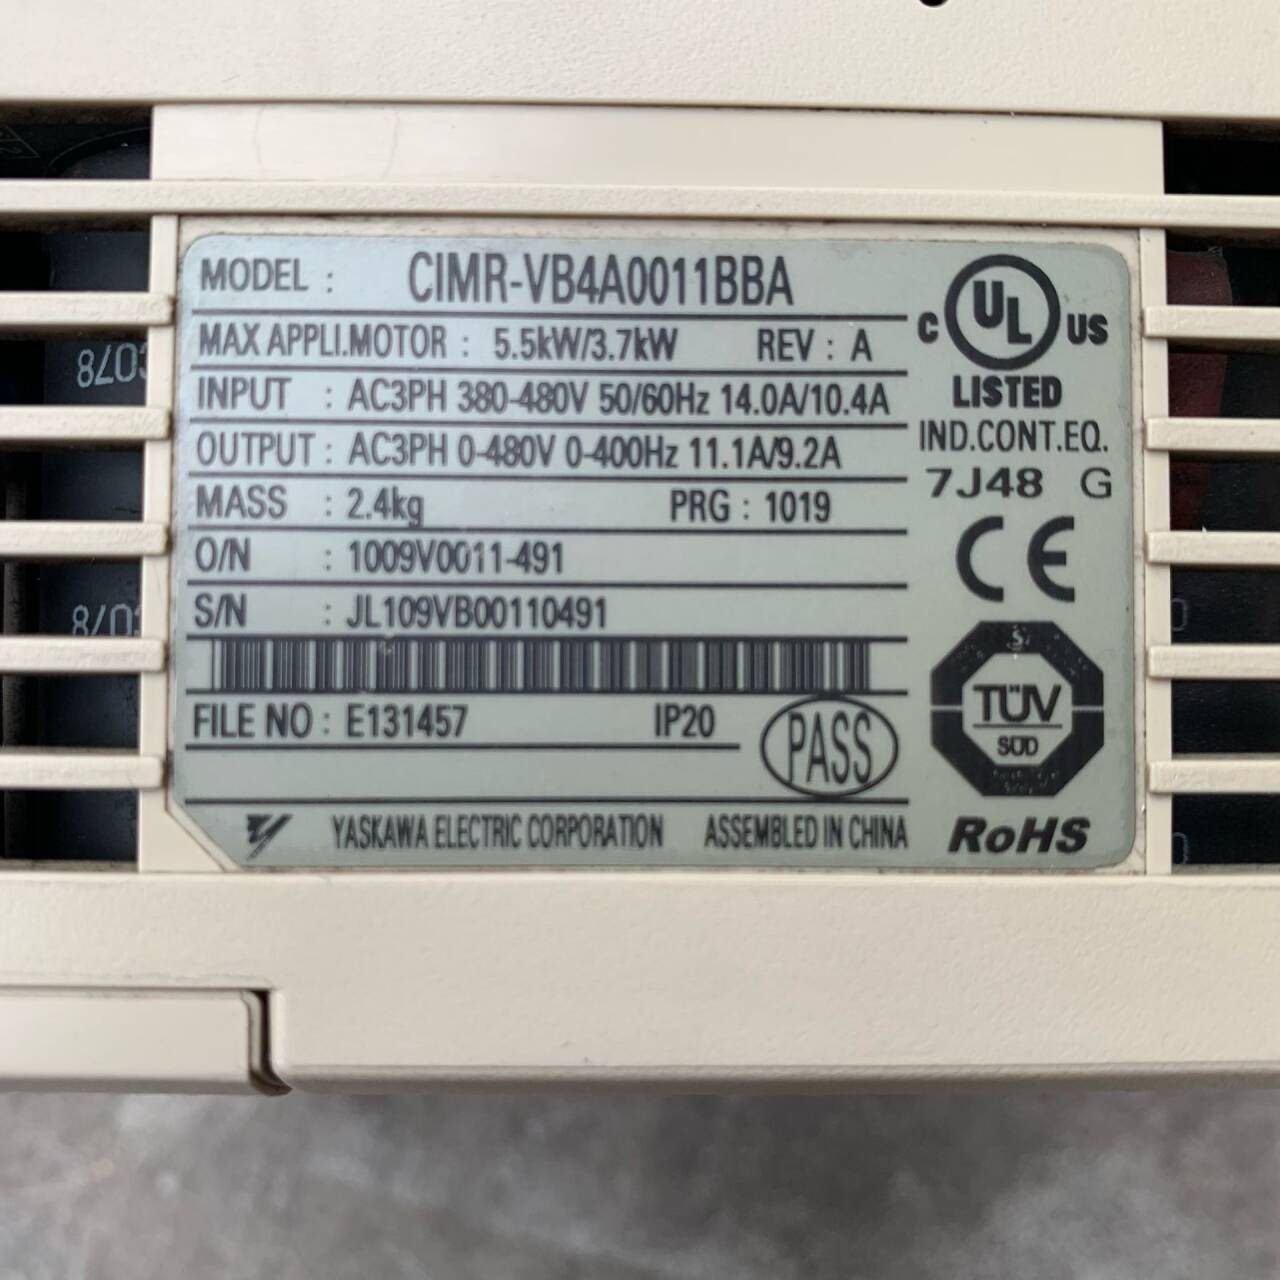 MODEL : CIMR-VB4A0011BBA
MAX APPLI.MOTOR : 5.5kW/3.7kW REV : A
INPUT : AC3PH 380-480V 50/60Hz 14.0A/10.4A
OUTPUT : AC3PH 0-480V 0-400Hz 11.1A/9.2A
MASS : 2.4kg PRG : 1019
O/N : 1009V0011-491
S/N : JL109VB00110491
FILE NO : E131457 IP20
PASS
YASKAWA ELECTRIC CORPORATION ASSEMBLED IN CHINA
C UL US
LISTED
IND.CONT.EQ.
7J48 G
CE
TÜV
SÜD
RoHS